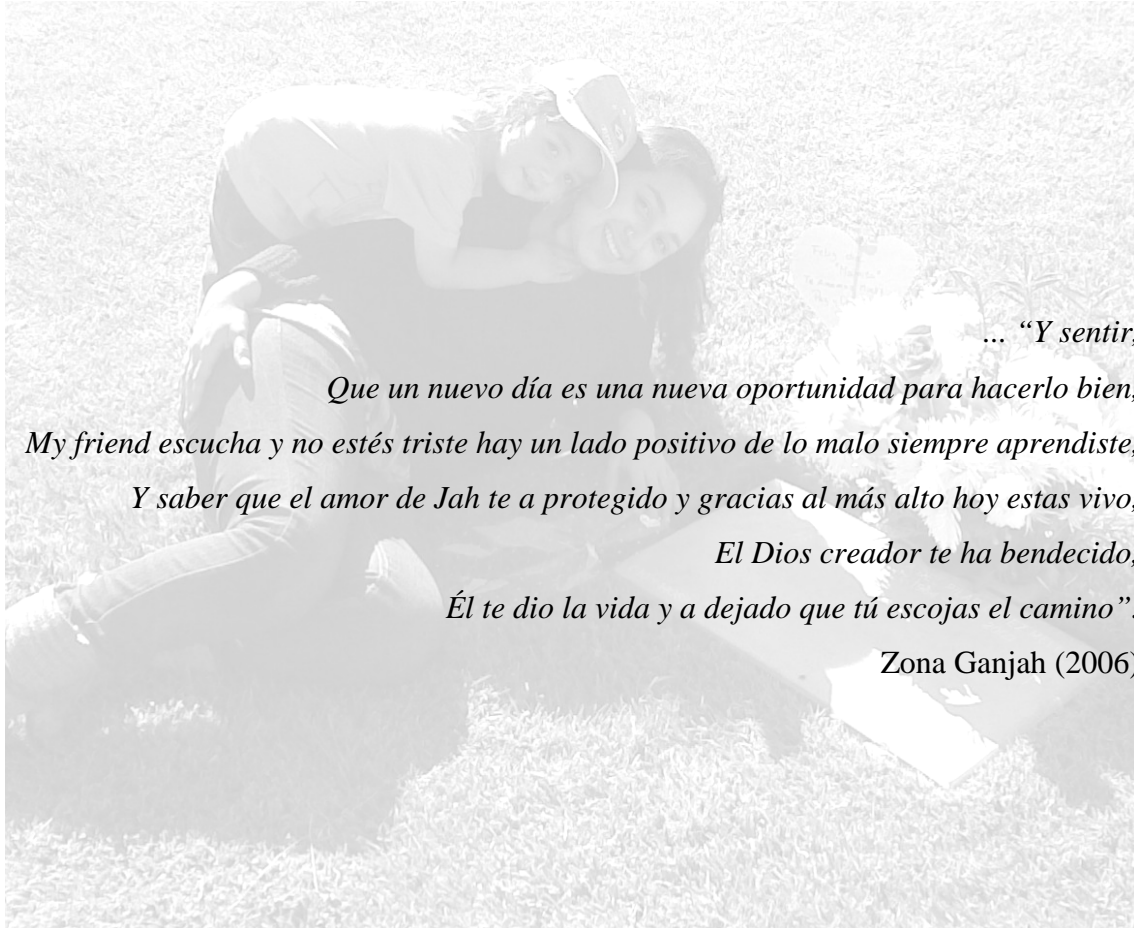 ... “Y sentir,
Que un nuevo día es una nueva oportunidad para hacerlo bien,
My friend escucha y no estés triste hay un lado positivo de lo malo siempre aprendiste,
Y saber que el amor de Jah te a protegido y gracias al más alto hoy estas vivo,
El Dios creador te ha bendecido,
Él te dio la vida y a dejado que tú escojas el camino”.
Zona Ganjah (2006)